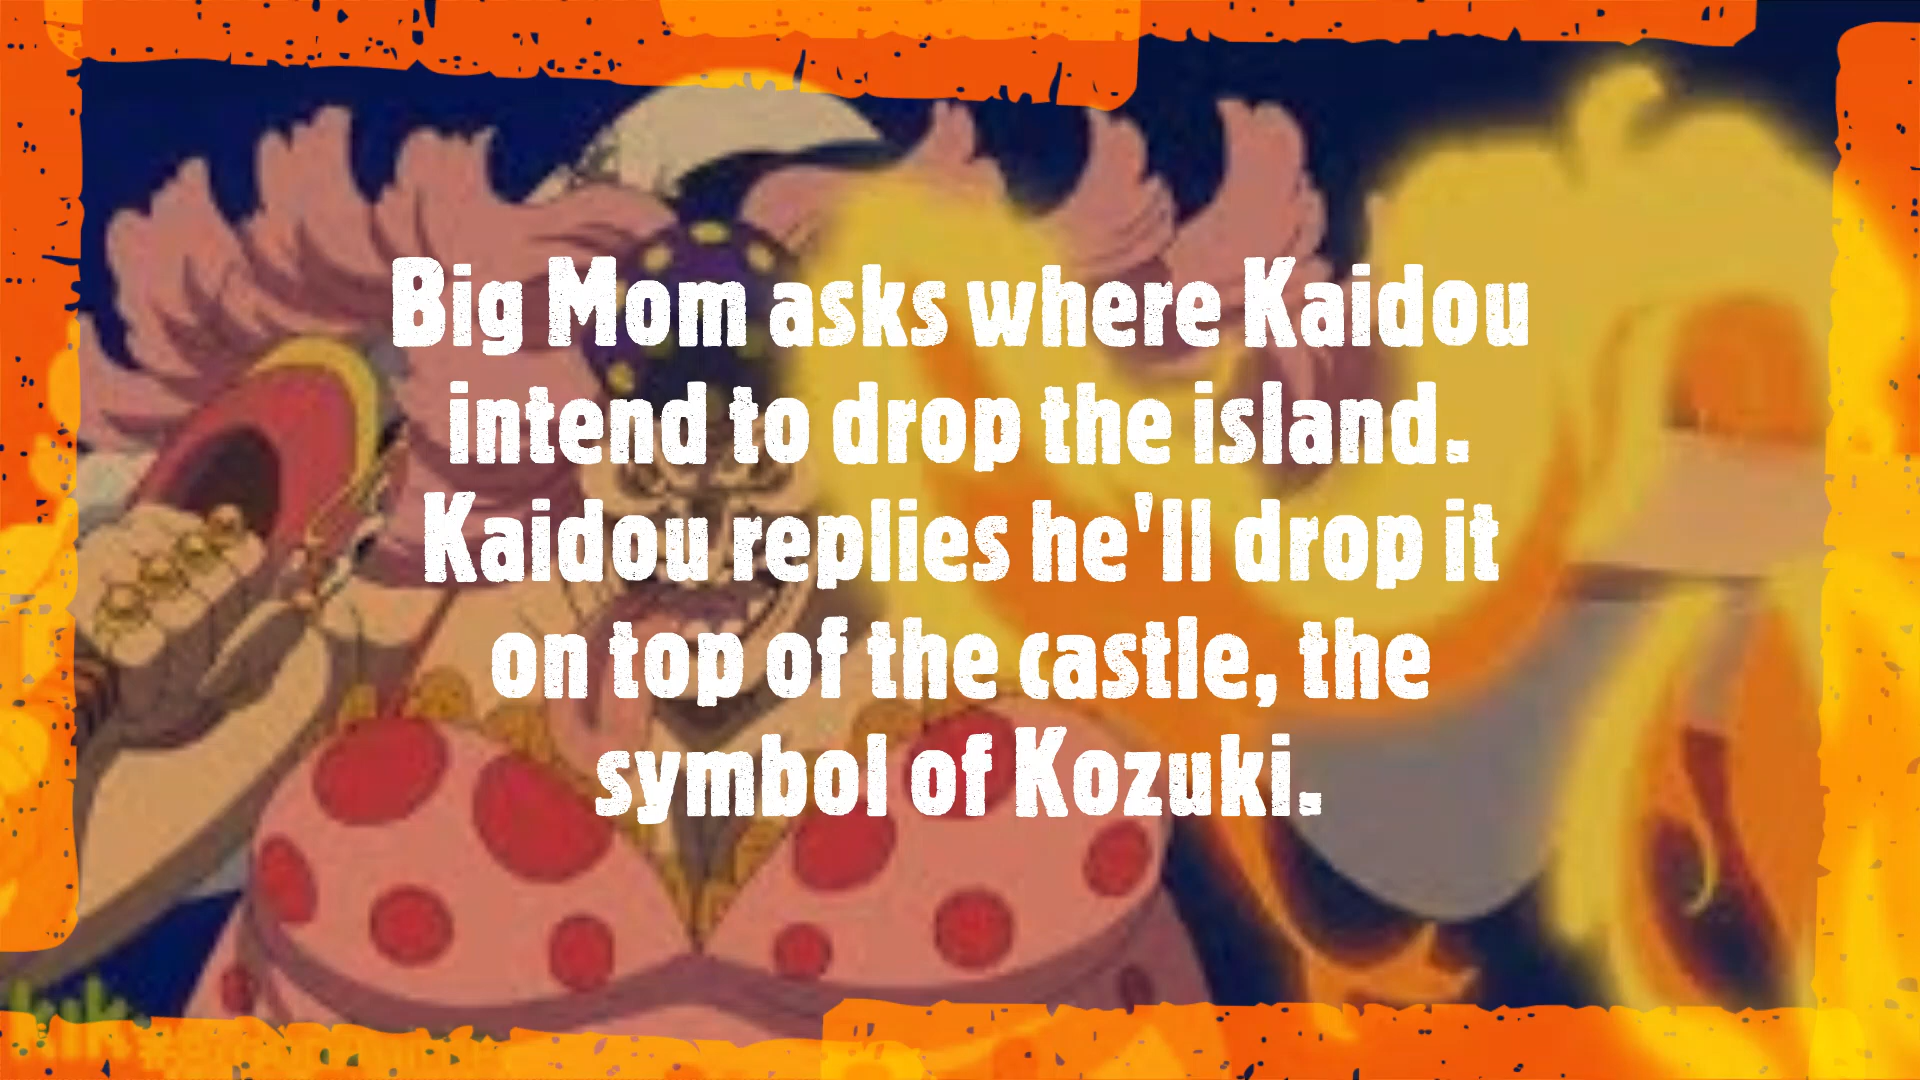 Big Mom asks where Kaidou
intend to drop the island.
Kaidou replies he'll drop it
on top of the castle, the
symbol of Kozuki.